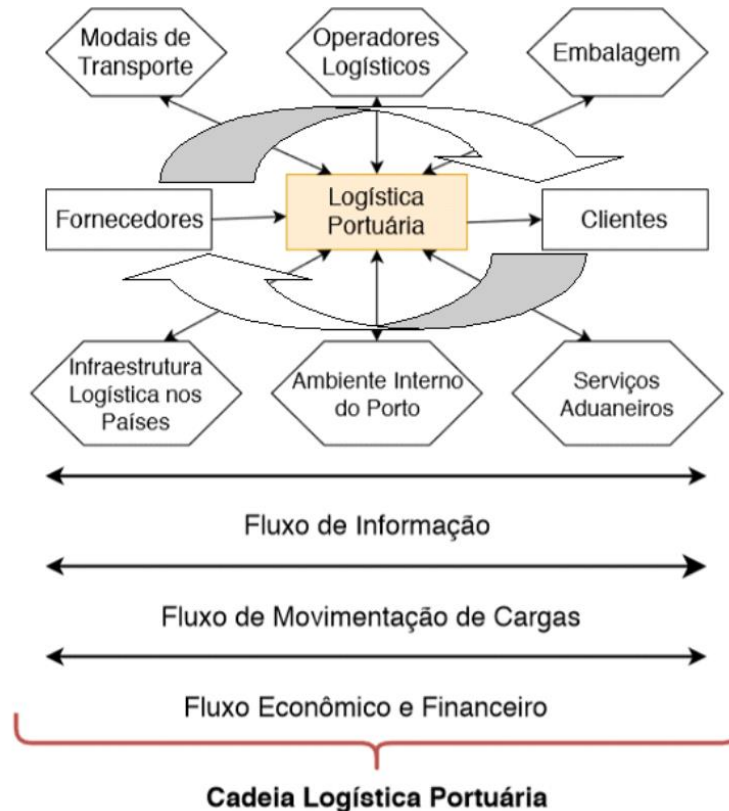 Modais de
Transporte
Operadores
Logísticos
Embalagem
Fornecedores
Logística
Portuária
Clientes
Infraestrutura
Logística nos
Países
Ambiente Interno
do Porto
Serviços
Aduaneiros
Fluxo de Informação
Fluxo de Movimentação de Cargas
Fluxo Econômico e Financeiro
Cadeia Logística Portuária